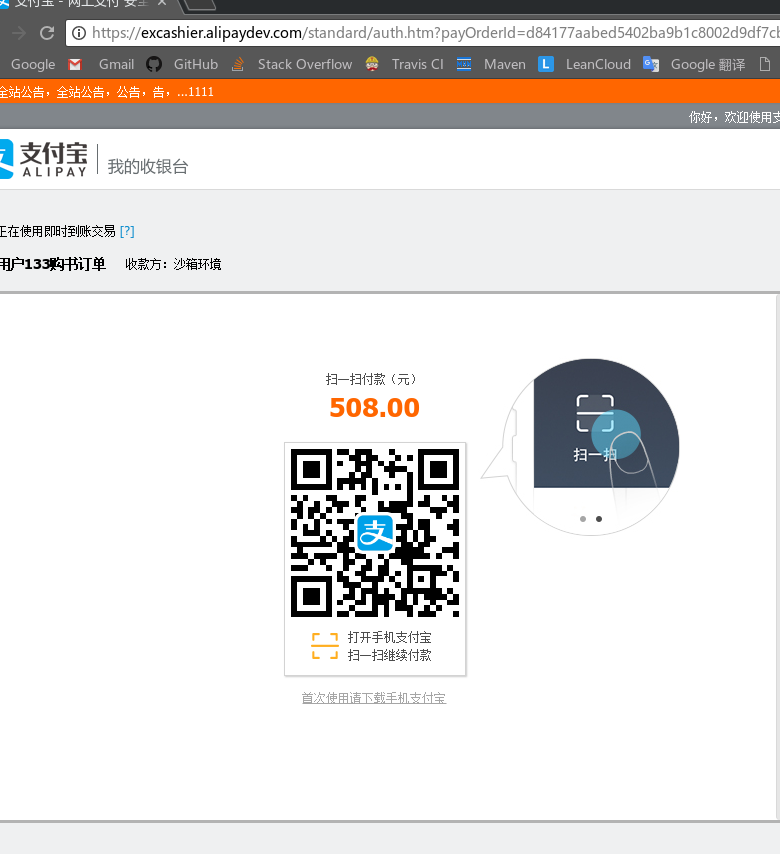 支付宝 - 网上支付 安全
https://excashier.alipaydev.com/standard/auth.htm?payOrderId=d84177aabed5402ba9b1c8002d9df7cb
Google Gmail GitHub Stack Overflow Travis CI Maven LeanCloud Google 翻译
全站公告，全站公告，公告，告，...1111
你好，欢迎使用支
支付宝 ALIPAY 我的收银台
正在使用即时到账交易 [?]
用户133购书订单 收款方：沙箱环境
扫一扫付款（元）
508.00
扫一扫
支
打开手机支付宝
扫一扫继续付款
首次使用请下载手机支付宝